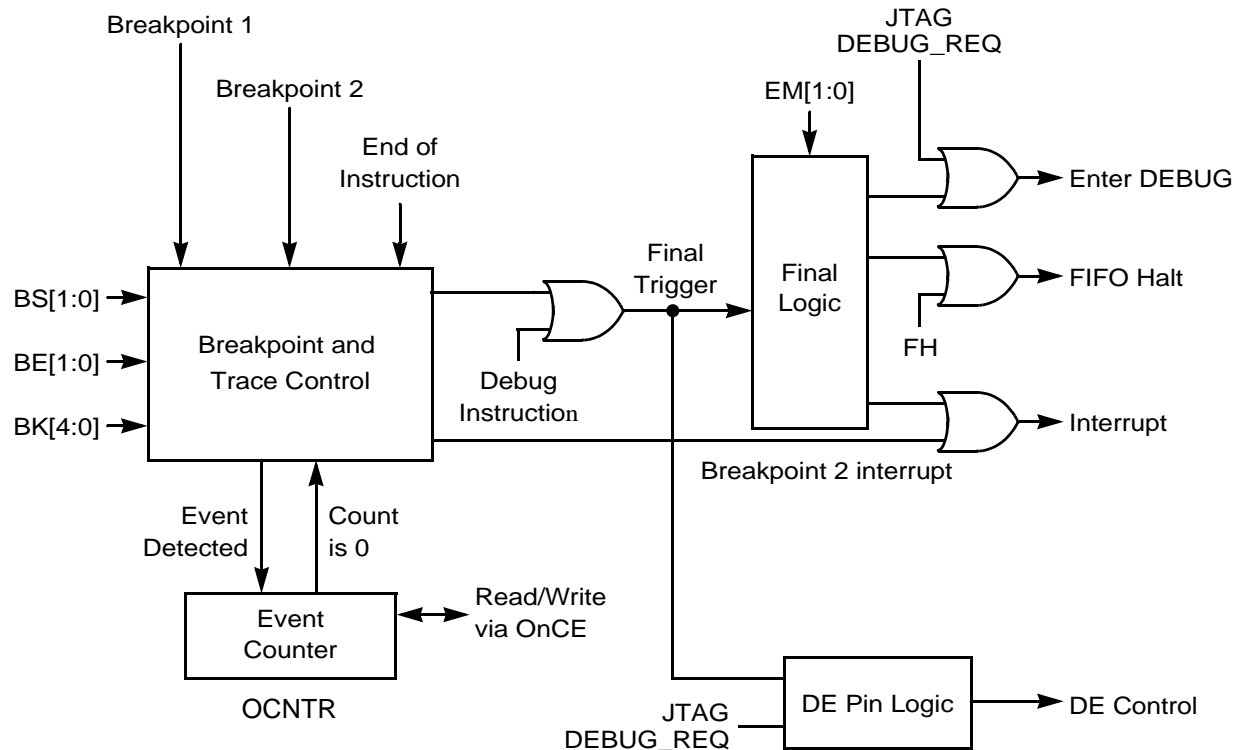 JTAG
DEBUG_REQ
Breakpoint 1
Breakpoint 2
EM[1:0]
End of
Instruction
Enter DEBUG
Final
Trigger
Final
Logic
FIFO Halt
BS[1:0]
BE[1:0]
BK[4:0]
Breakpoint and
Trace Control
FH
Debug
Instruction
Interrupt
Breakpoint 2 interrupt
Event
Detected
Count
is 0
Read/Write
via OnCE
Event
Counter
OCNTR
DE Pin Logic
DE Control
JTAG
DEBUG_REQ